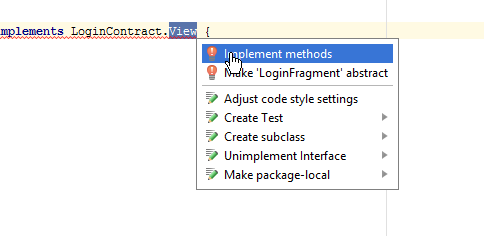 mplements LoginContract.View {
Implement methods
Make 'LoginFragment' abstract
Adjust code style settings
Create Test
Create subclass
Unimplement Interface
Make package-local